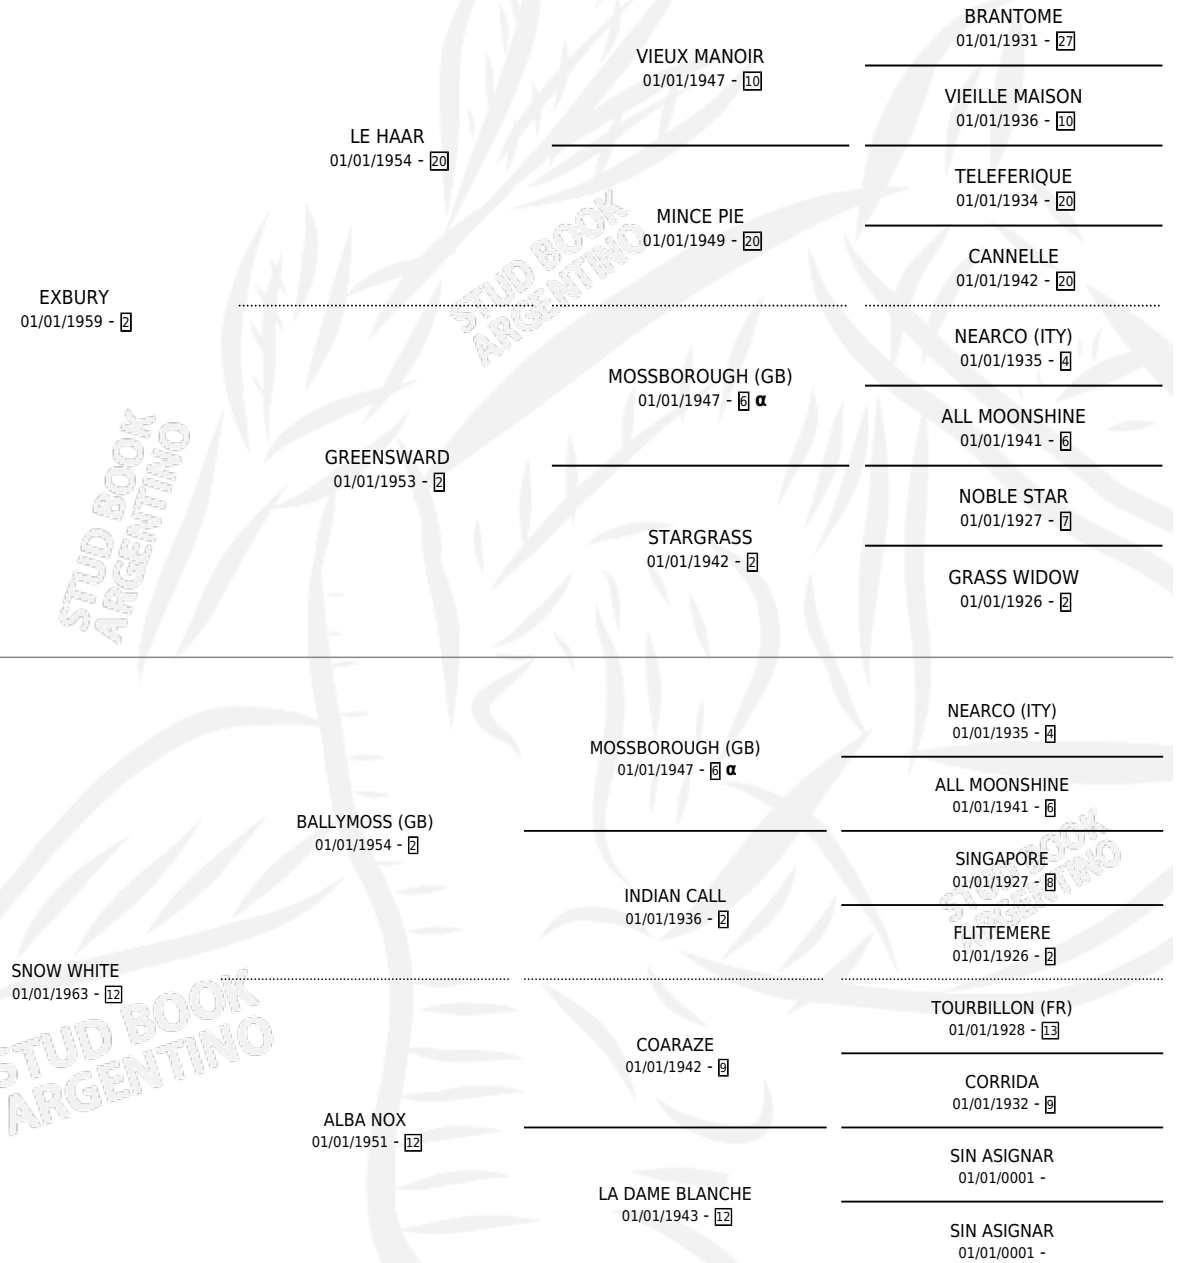 BRANTOME
01/01/1931 - 27
VIEUX MANOIR
01/01/1947 - 10
VIEILLE MAISON
01/01/1936 - 10
LE HAAR
01/01/1954 - 20
TELEFERIQUE
01/01/1934 - 20
MINCE PIE
01/01/1949 - 20
CANNELLE
01/01/1942 - 20
STUD BOOK
ARGENTINO
EXBURY
01/01/1959 - 2
NEARCO (ITY)
01/01/1935 - 4
MOSSBOROUGH (GB)
01/01/1947 - 6 α
ALL MOONSHINE
01/01/1941 - 6
GREENSWARD
01/01/1953 - 2
NOBLE STAR
01/01/1927 - 7
STARGRASS
01/01/1942 - 2
GRASS WIDOW
01/01/1926 - 2
STUD BOOK
ARGENTINO
NEARCO (ITY)
01/01/1935 - 4
MOSSBOROUGH (GB)
01/01/1947 - 6 α
ALL MOONSHINE
01/01/1941 - 6
BALLYMOSS (GB)
01/01/1954 - 2
SINGAPORE
01/01/1927 - 8
INDIAN CALL
01/01/1936 - 2
FLITTEMERE
01/01/1926 - 2
STUD BOOK
ARGENTINO
SNOW WHITE
01/01/1963 - 12
TOURBILLON (FR)
01/01/1928 - 13
COARAZE
01/01/1942 - 9
CORRIDA
01/01/1932 - 9
STUD BOOK
ARGENTINO
ALBA NOX
01/01/1951 - 12
SIN ASIGNAR
01/01/0001 -
LA DAME BLANCHE
01/01/1943 - 12
SIN ASIGNAR
01/01/0001 -